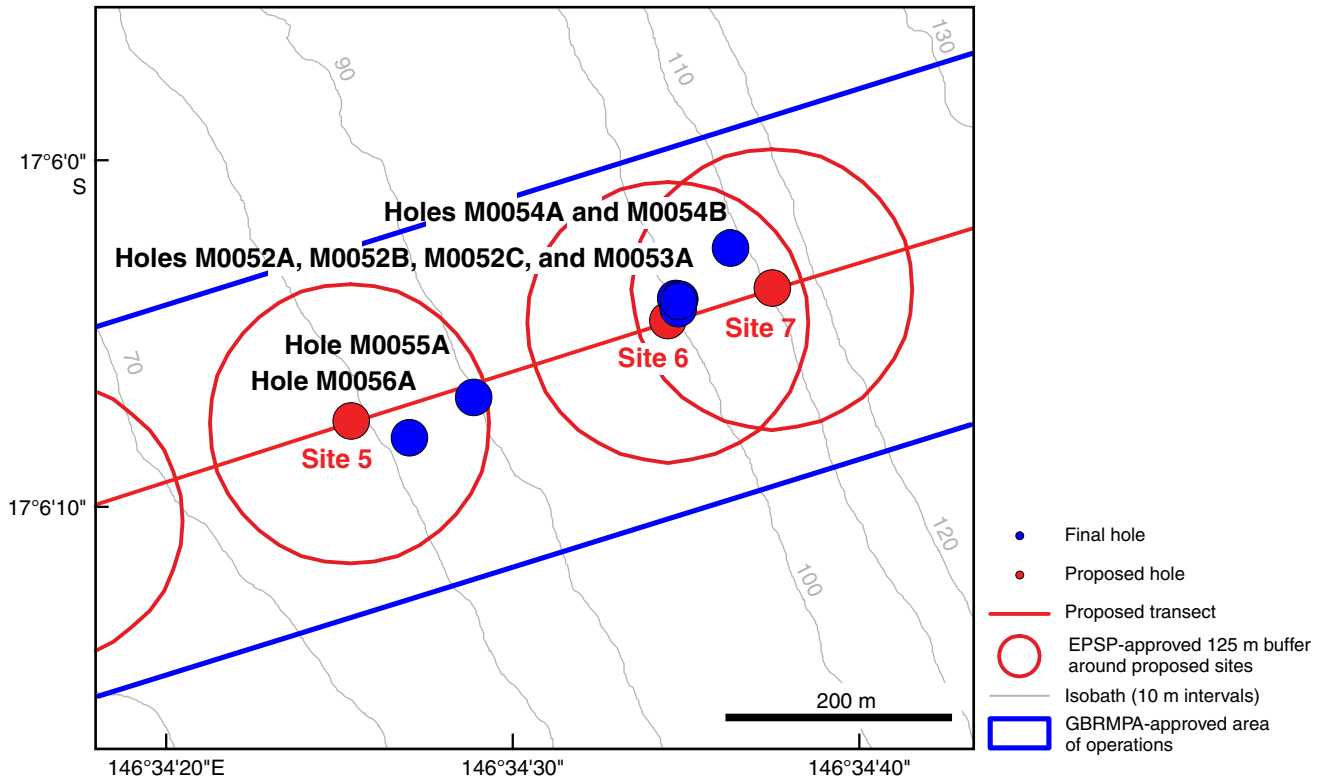 130
110
90
17°6'0"
S
Holes M0054A and M0054B
Holes M0052A, M0052B, M0052C, and M0053A
Site 7
Site 6
Hole M0055A
70
Hole M0056A
Site 5
17°6'10"
120
100
200 m
146°34'20"E
146°34'30"
146°34'40"
Final hole
Proposed hole
Proposed transect
EPSP-approved 125 m buffer
around proposed sites
Isobath (10 m intervals)
GBRMPA-approved area
of operations